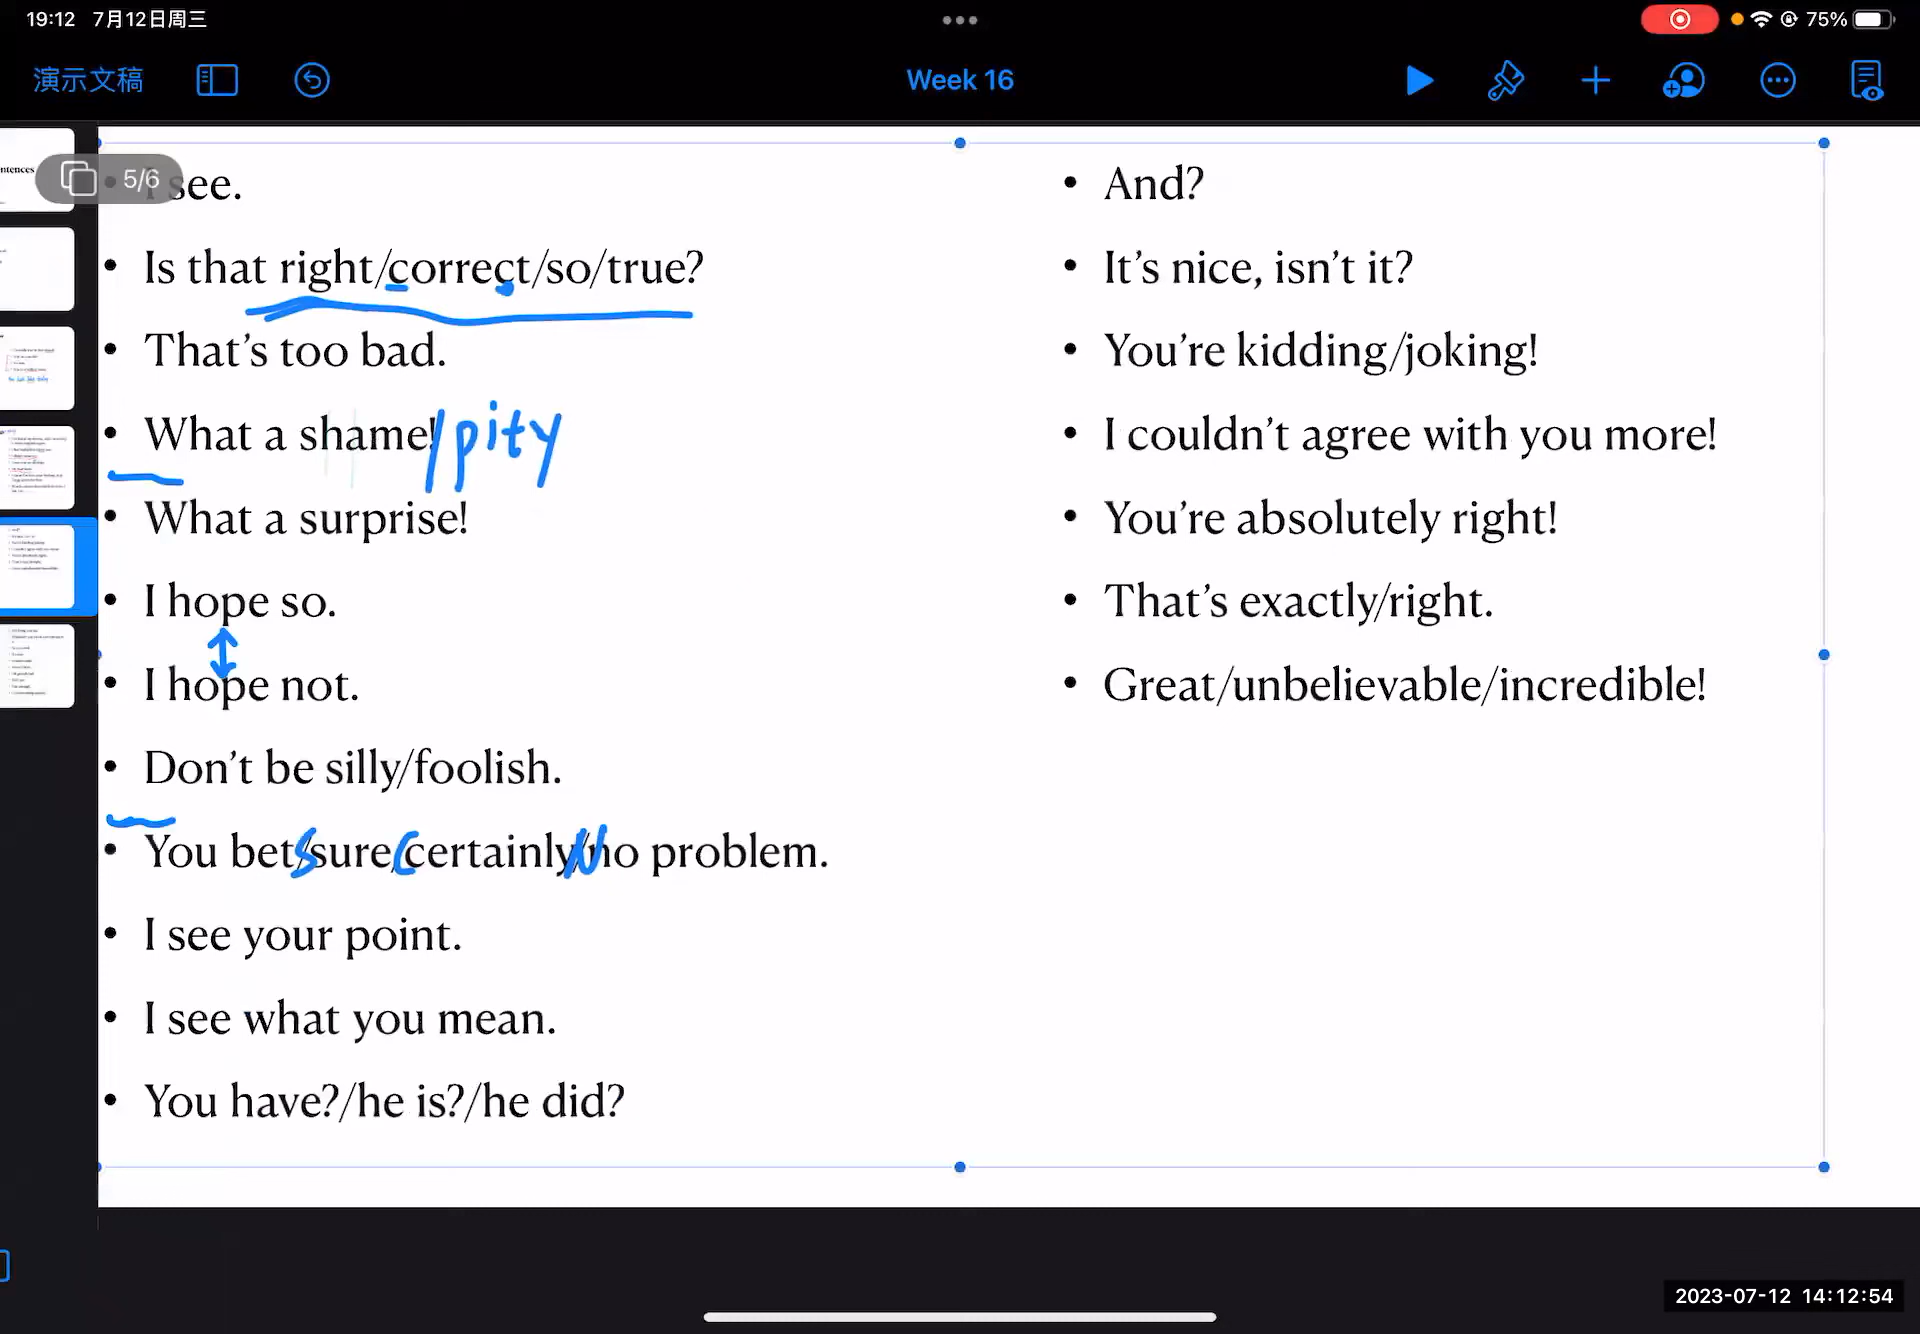 19:12 7月12日周三
75%
演示文稿
Week 16
ntences
5/6
I see.
Is that right/correct/so/true?
That’s too bad.
What a shame!/pity
What a surprise!
I hope so.
I hope not.
Don’t be silly/foolish.
You bet/Sure/Certainly/No problem.
I see your point.
I see what you mean.
You have?/he is?/he did?
And?
It’s nice, isn’t it?
You’re kidding/joking!
I couldn’t agree with you more!
You’re absolutely right!
That’s exactly/right.
Great/unbelievable/incredible!
2023-07-12 14:12:54